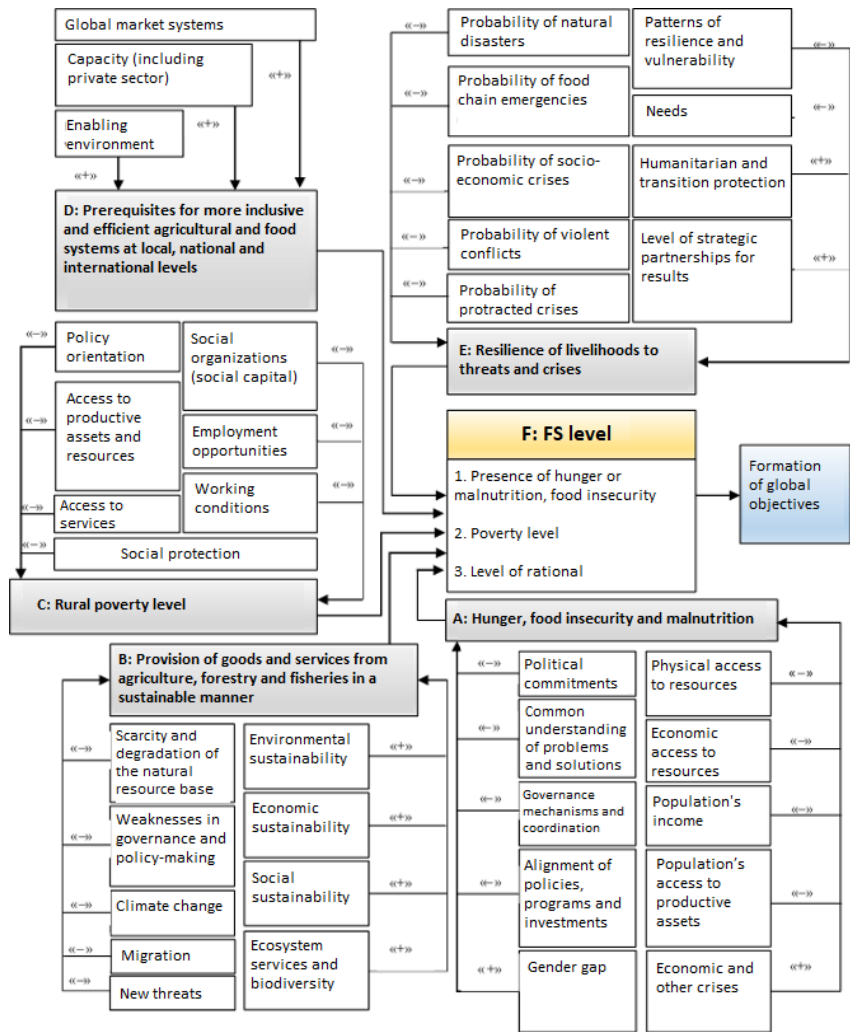 Global market systems
Capacity (including
private sector)
«+»
Enabling
environment
«+»
«+»
D: Prerequisites for more inclusive
and efficient agricultural and food
systems at local, national and
international levels
«−»
Probability of natural
disasters
Patterns of
resilience and
vulnerability
«−»
«−»
Probability of food
chain emergencies
Needs
«−»
«−»
Probability of socio-
economic crises
Humanitarian and
transition protection
«+»
«−»
Probability of violent
conflicts
Level of strategic
partnerships for
results
«+»
«−»
Probability of
protracted crises
E: Resilience of livelihoods to
threats and crises
«−»
Policy
orientation
Social
organizations
(social capital)
«−»
«−»
Access to
productive
assets and
resources
Employment
opportunities
«−»
«−»
Access to
services
Working
conditions
«−»
«−»
Social protection
C: Rural poverty level
F: FS level
1. Presence of hunger or
malnutrition, food insecurity
2. Poverty level
3. Level of rational
Formation
of global
objectives
B: Provision of goods and services from
agriculture, forestry and fisheries in a
sustainable manner
«−»
Scarcity and
degradation of
the natural
resource base
Environmental
sustainability
«+»
«−»
Weaknesses in
governance and
policy-making
Economic
sustainability
«+»
«−»
Climate change
Social
sustainability
«+»
«−»
Migration
Ecosystem
services and
biodiversity
«+»
«−»
New threats
A: Hunger, food insecurity and malnutrition
«−»
Political
commitments
Physical access
to resources
«−»
«−»
Common
understanding
of problems
and solutions
Economic
access to
resources
«−»
«−»
Governance
mechanisms and
coordination
Population's
income
«−»
«−»
Alignment of
policies,
programs and
investments
Population’s
access to
productive
assets
«−»
«+»
Gender gap
Economic and
other crises
«+»